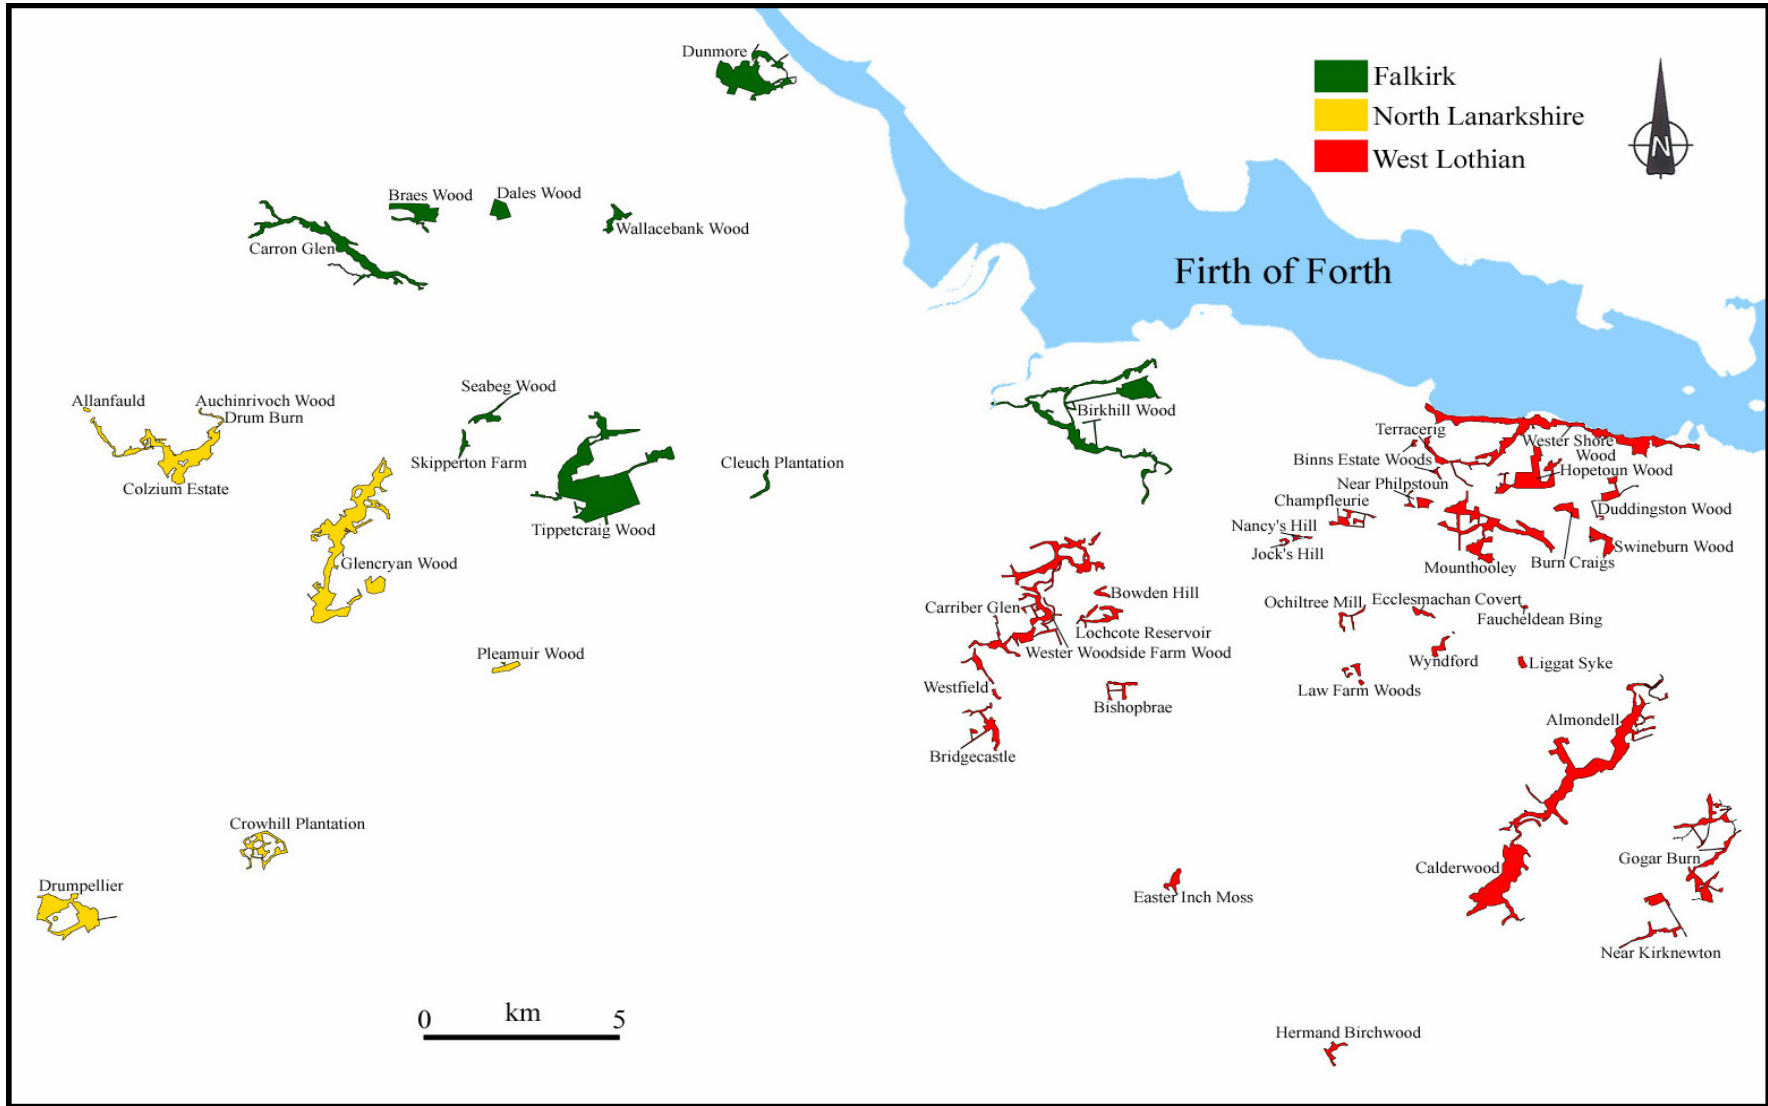 Dunmore
Falkirk
North Lanarkshire
West Lothian
N
Braes Wood
Dales Wood
Wallacebank Wood
Carron Glen
Firth of Forth
Seabeg Wood
Allanfauld
Auchinrivoch Wood
Drum Burn
Birkhill Wood
Terracerig
Wester Shore
Wood
Skipperton Farm
Cleuch Plantation
Binns Estate Woods
Hopetoun Wood
Colzium Estate
Near Philpstoun
Champfleurie
Duddingston Wood
Tippetcraig Wood
Nancy's Hill
Jock's Hill
Swineburn Wood
Glencryan Wood
Mounthooley
Burn Craigs
Bowden Hill
Carriber Glen
Ochiltree Mill
Ecclesmachan Covert
Faucheldean Bing
Lochcote Reservoir
Wester Woodside Farm Wood
Pleamuir Wood
Wyndford
Liggat Syke
Westfield
Law Farm Woods
Bishopbrae
Almondell
Bridgecastle
Crowhill Plantation
Gogar Burn
Calderwood
Drumpellier
Easter Inch Moss
Near Kirknewton
km
0 5
Hermand Birchwood